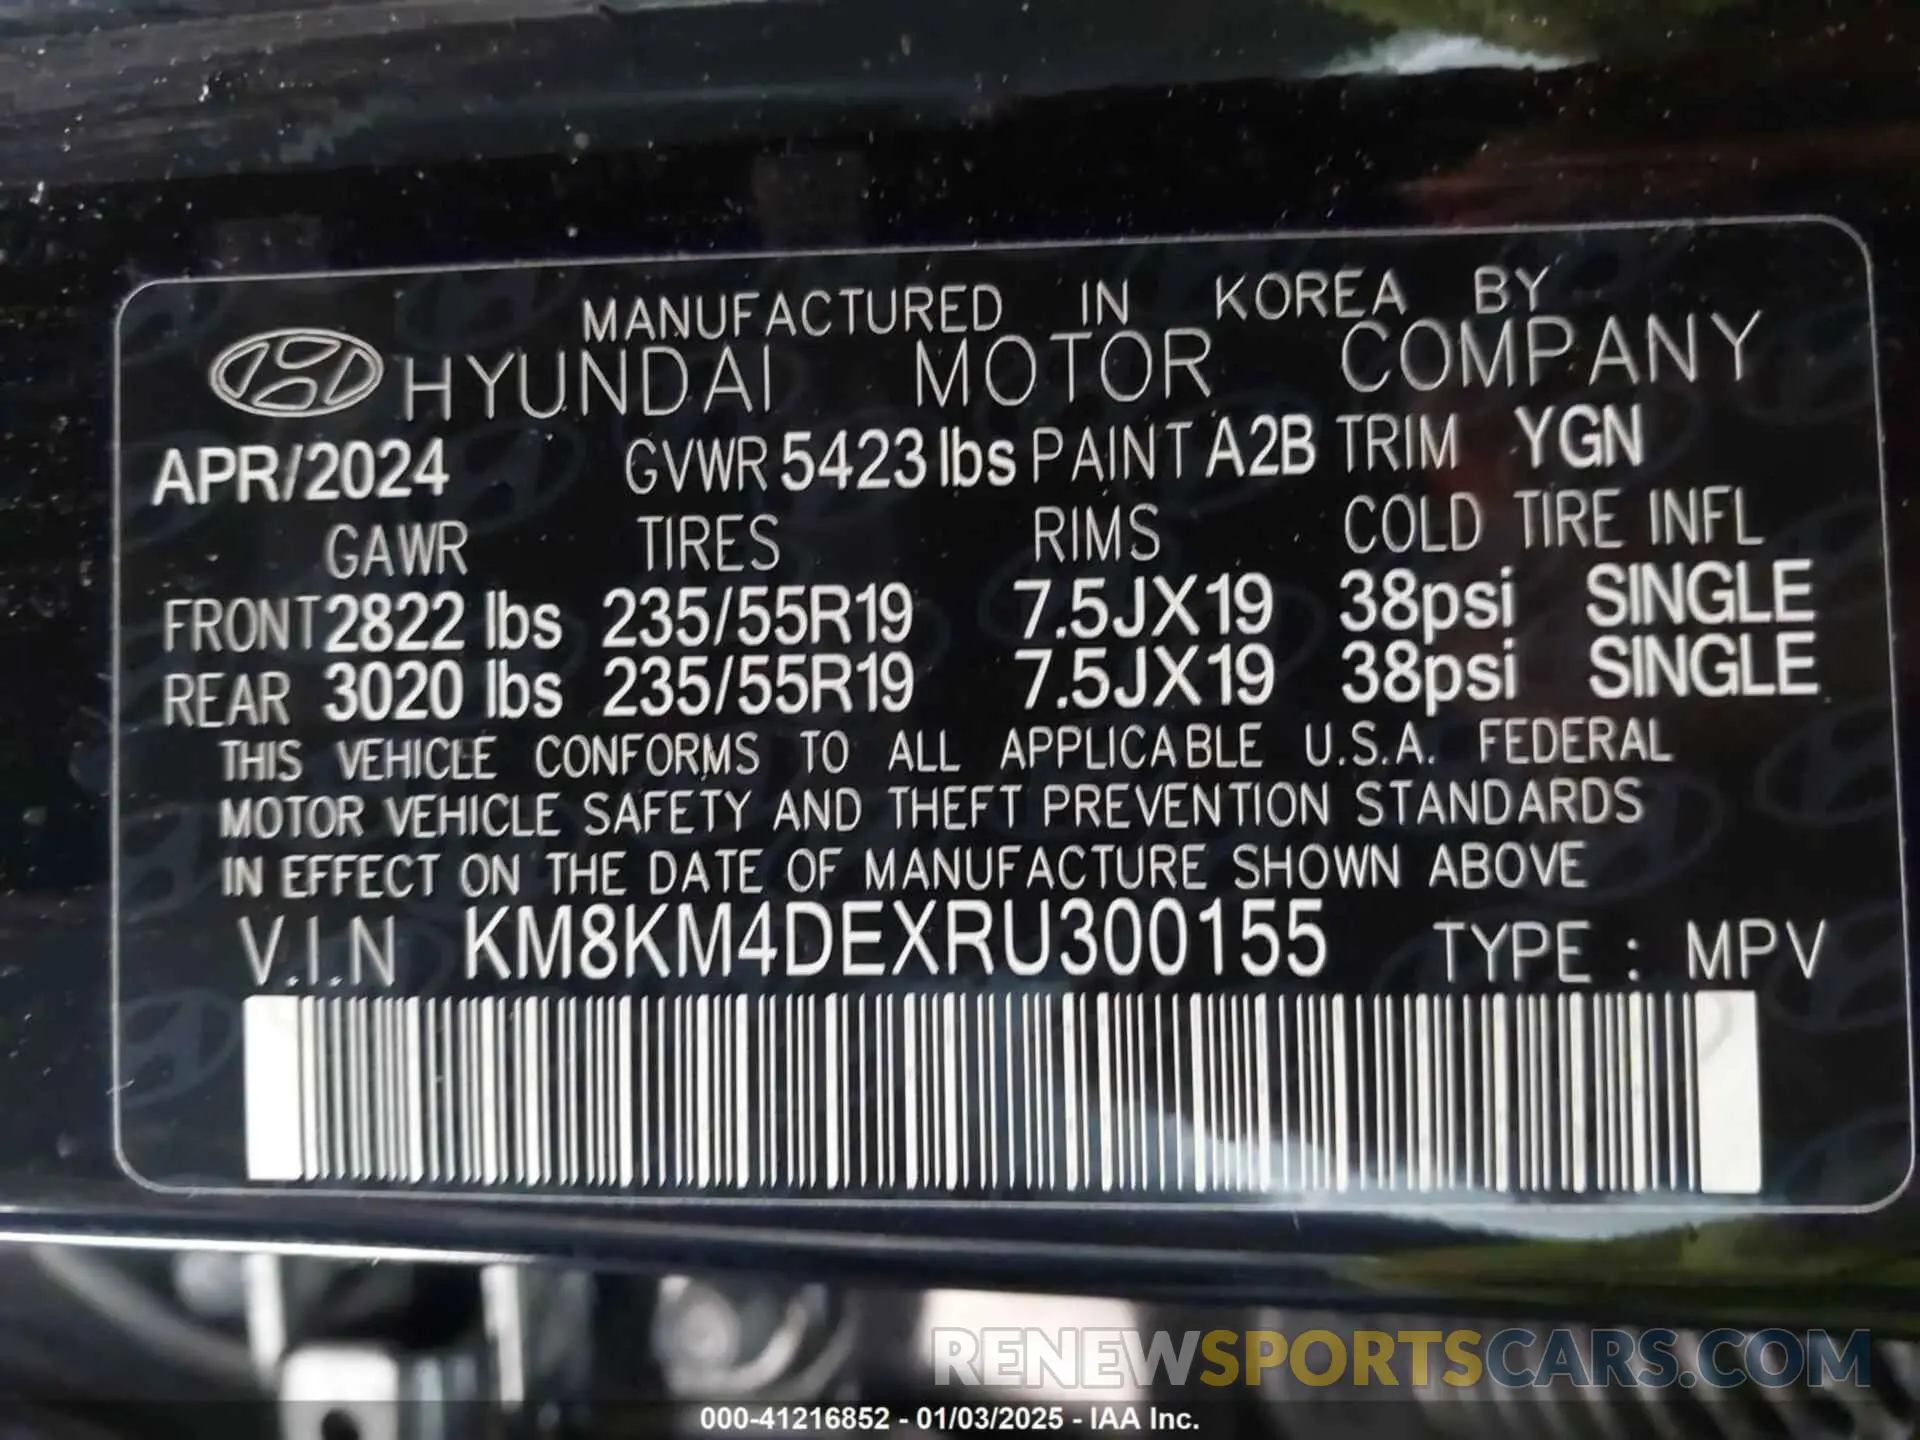 MANUFACTURED IN KOREA BY
HYUNDAI MOTOR COMPANY
APR/2024 GVWR 5423 lbs PAINT A2B TRIM YGN
GAWR TIRES RIMS COLD TIRE INFL
FRONT 2822 lbs 235/55R19 7.5JX19 38psi SINGLE
REAR 3020 lbs 235/55R19 7.5JX19 38psi SINGLE
THIS VEHICLE CONFORMS TO ALL APPLICABLE U.S.A. FEDERAL
MOTOR VEHICLE SAFETY AND THEFT PREVENTION STANDARDS
IN EFFECT ON THE DATE OF MANUFACTURE SHOWN ABOVE
V.I.N KM8KM4DEXRU300155 TYPE : MPV
RENEWSPORTSCARS.COM
000-41216852 - 01/03/2025 - IAA Inc.